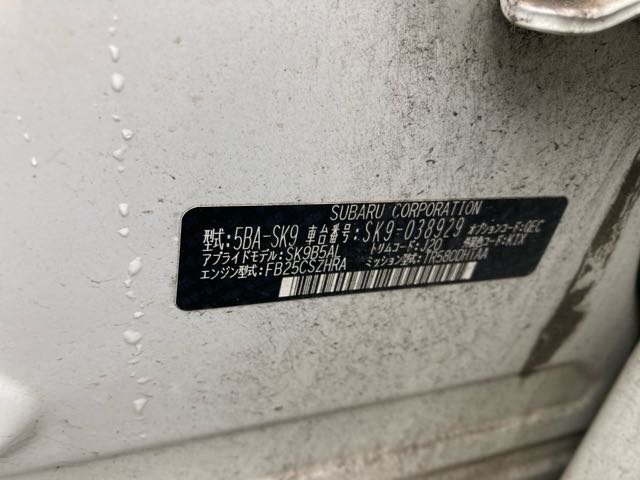 SUBARU CORPORATION
型式:5BA-SK9 車台番号:SK9-038929 オプションコード:OEC
アプライドモデル:SK9B5AL トリムコード:J20 外装色コード:K1X
エンジン型式:FB25CSZHRA ミッション型式:TR580DHTAA